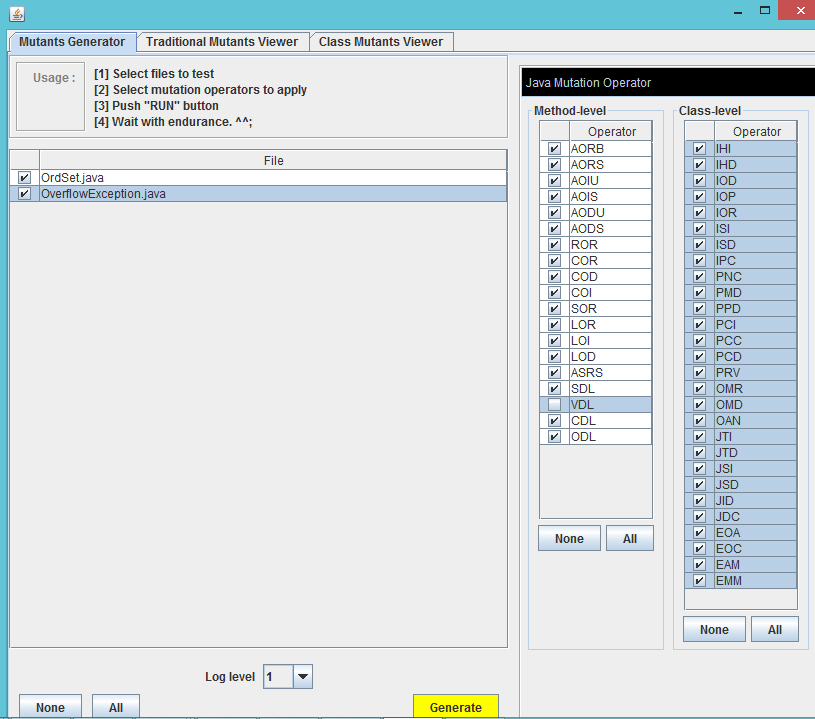 Mutants Generator
Traditional Mutants Viewer
Class Mutants Viewer
Usage :
[1] Select files to test
[2] Select mutation operators to apply
[3] Push "RUN" button
[4] Wait with endurance. ^^;
File
OrdSet.java
OverflowException.java
Log level
1
None
All
Generate
Java Mutation Operator
Method-level
Operator
AORB
AORS
AOIU
AOIS
AODU
AODS
ROR
COR
COD
COI
SOR
LOR
LOI
LOD
ASRS
SDL
VDL
CDL
ODL
None
All
Class-level
Operator
IHI
IHD
IOD
IOP
IOR
ISI
ISD
IPC
PNC
PMD
PPD
PCI
PCC
PCD
PRV
OMR
OMD
OAN
JTI
JTD
JSI
JSD
JID
JDC
EOA
EOC
EAM
EMM
None
All